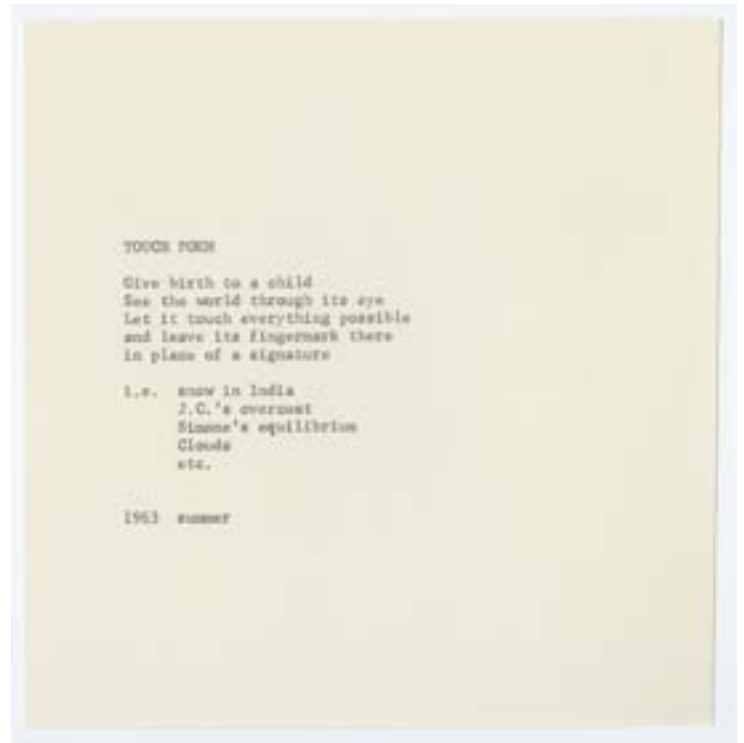 TOUCH POEM
Give birth to a child
See the world through its eye
Let it touch everything possible
and leave its fingermark there
in place of a signature
i.e. snow in India
J.C.'s overcoat
Simone's equilibrium
Clouds
etc.
1963 summer